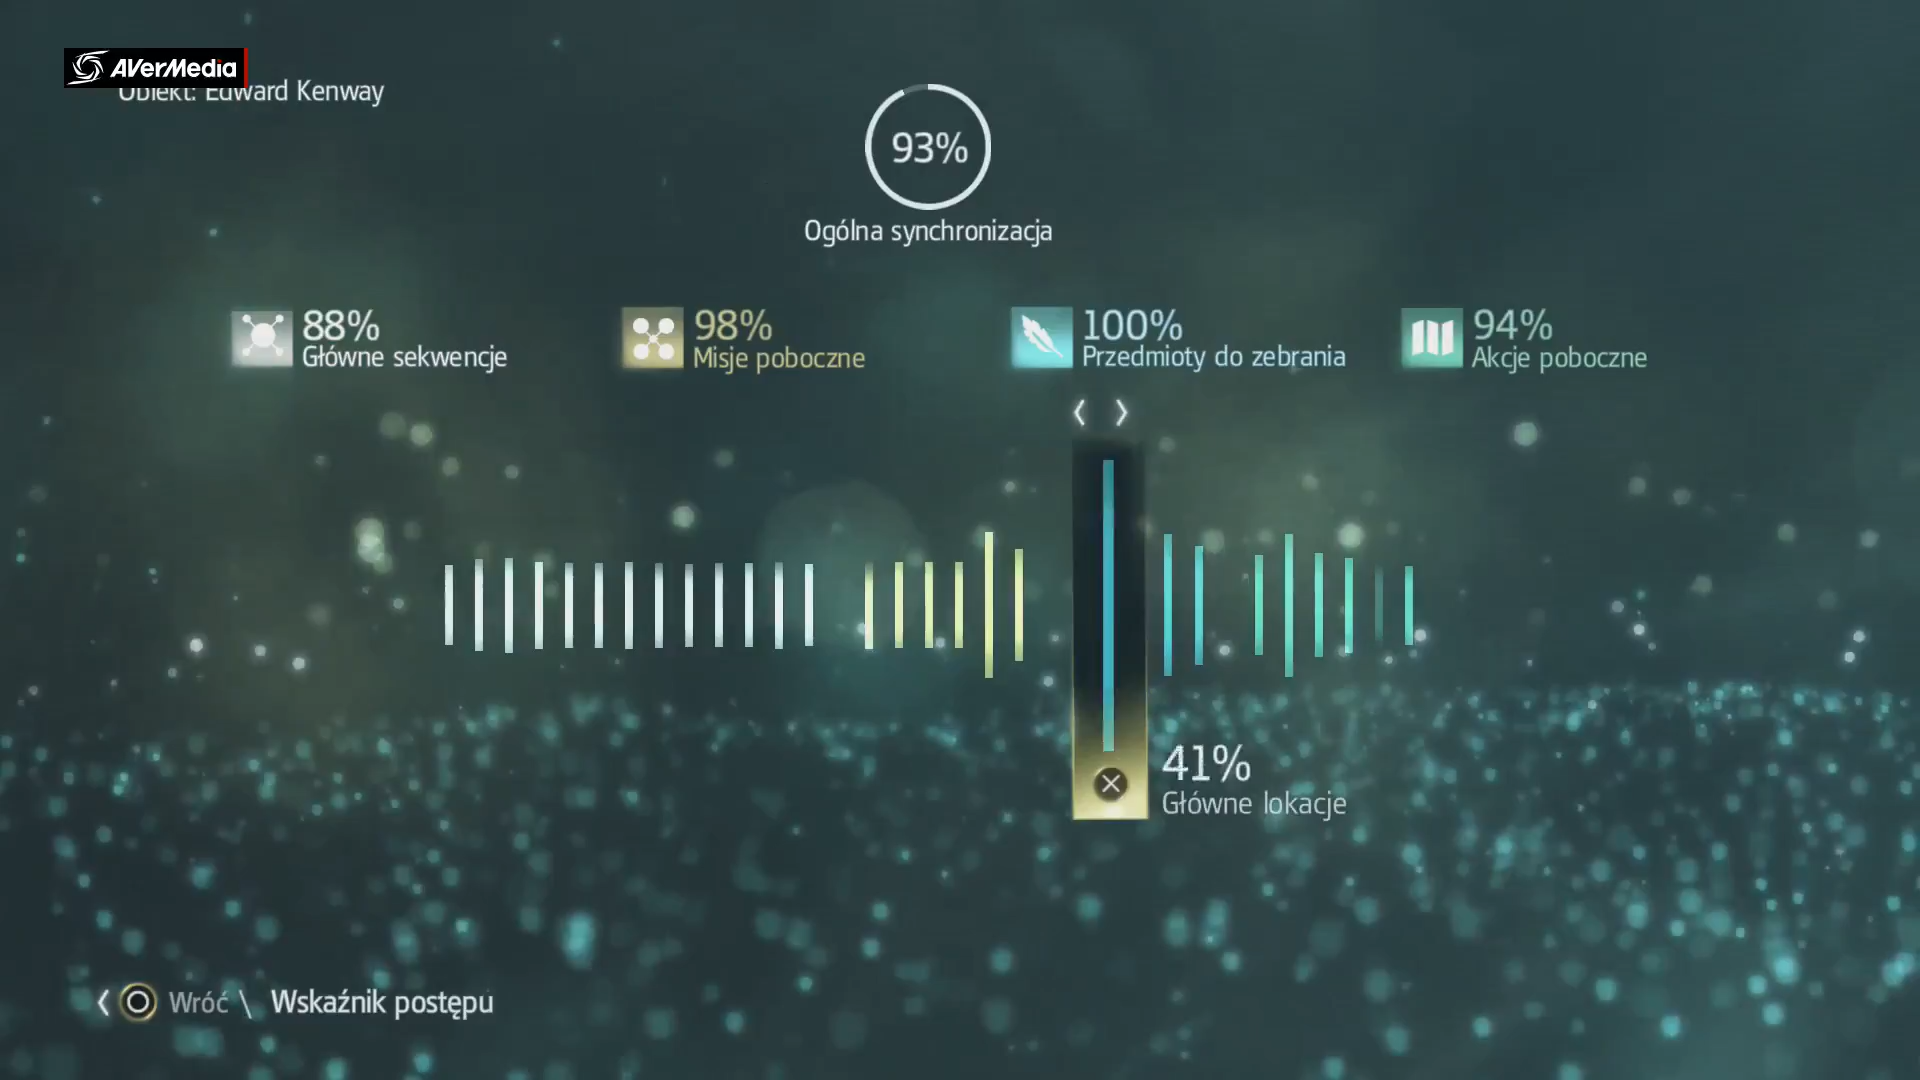 AVerMedia
Obiekt: Edward Kenway
93%
Ogólna synchronizacja
88%
Główne sekwencje
98%
Misje poboczne
100%
Przedmioty do zebrania
94%
Akcje poboczne
41%
Główne lokacje
Wróć \ Wskaźnik postępu